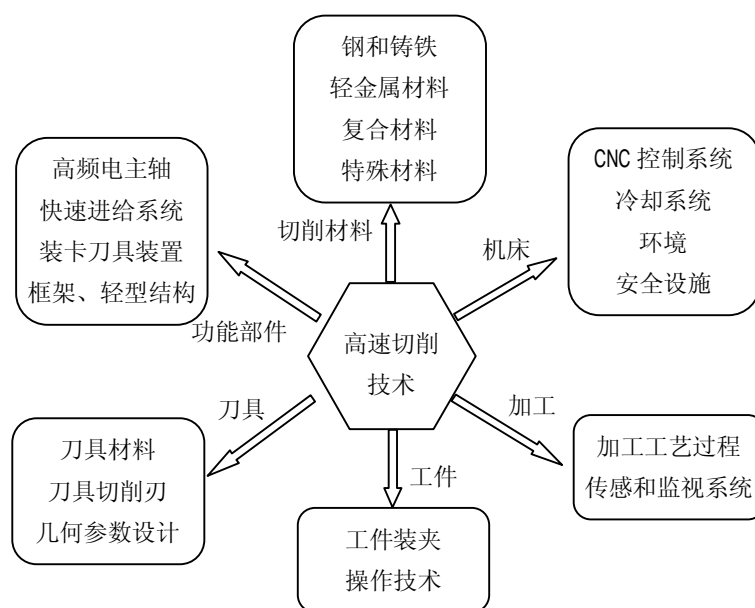 钢和铸铁
轻金属材料
复合材料
特殊材料
高频电主轴
快速进给系统
装卡刀具装置
框架、轻型结构
CNC 控制系统
冷却系统
环境
安全设施
切削材料
机床
功能部件
高速切削
技术
刀具
加工
刀具材料
刀具切削刃
几何参数设计
加工工艺过程
传感和监视系统
工件
工件装夹
操作技术